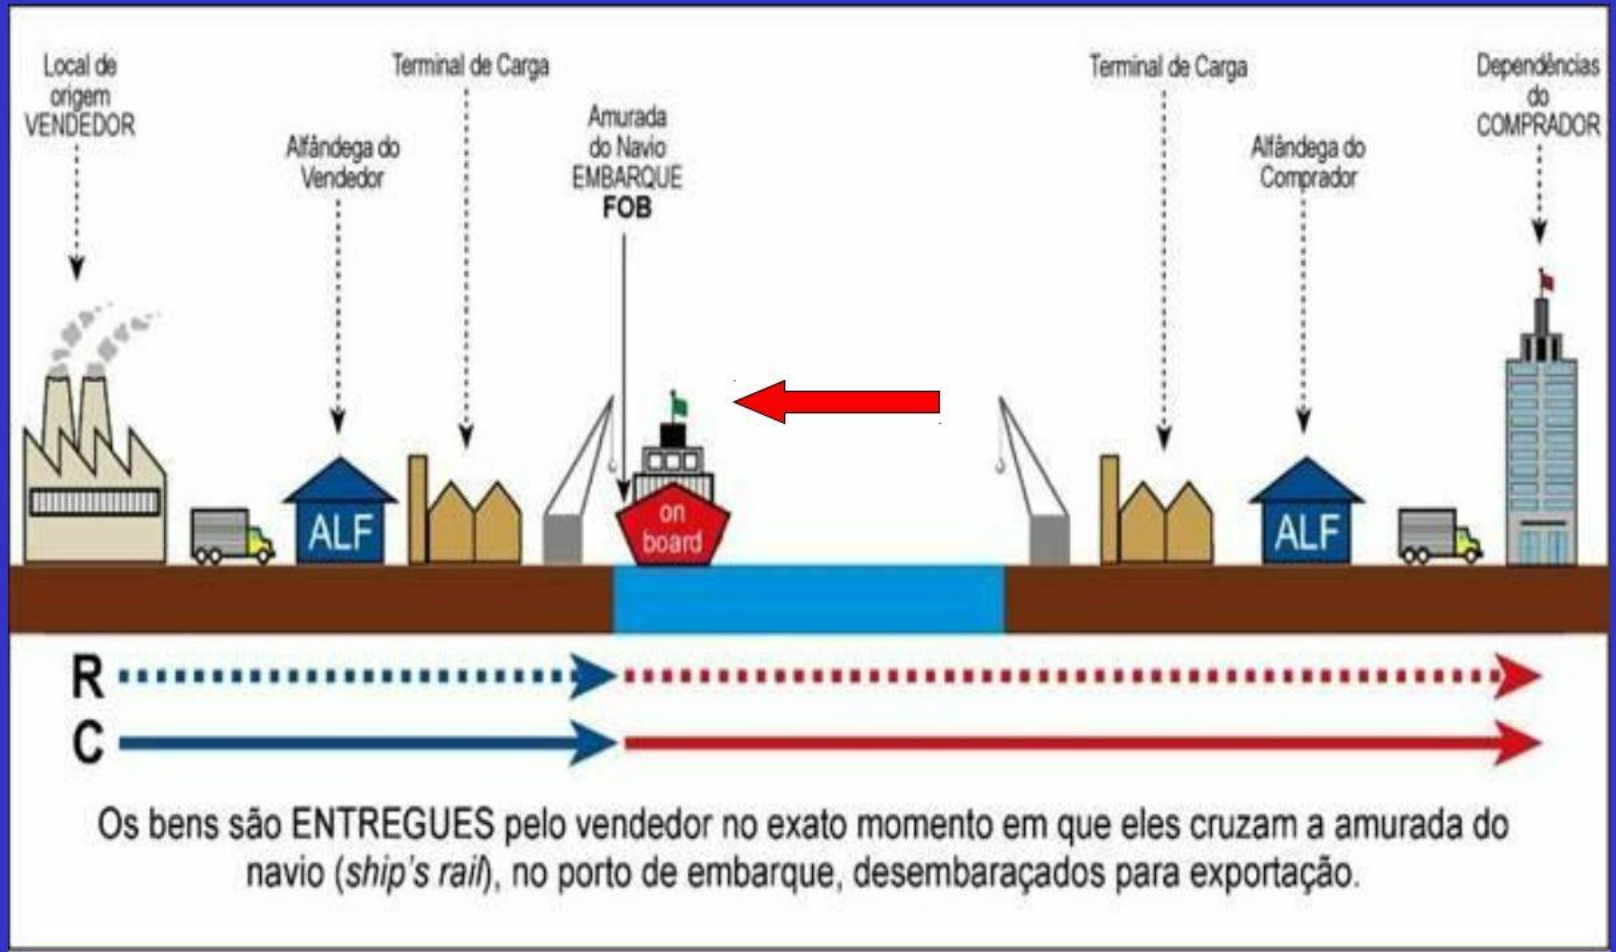 Local de
origem
VENDEDOR
Alfândega do
Vendedor
Terminal de Carga
Amurada
do Navio
EMBARQUE
FOB
Terminal de Carga
Alfândega do
Comprador
Dependências
do
COMPRADOR
ALF
on
board
ALF
R
C
Os bens são ENTREGUES pelo vendedor no exato momento em que eles cruzam a amurada do
navio (ship's rail), no porto de embarque, desembaraçados para exportação.